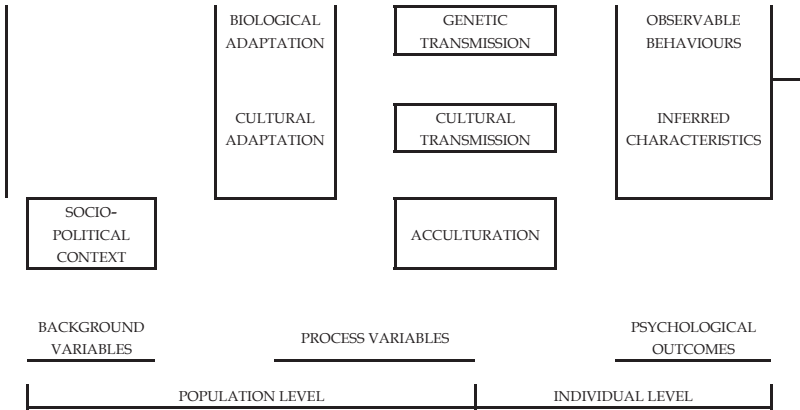 BIOLOGICAL
ADAPTATION
GENETIC
TRANSMISSION
OBSERVABLE
BEHAVIOURS
CULTURAL
ADAPTATION
CULTURAL
TRANSMISSION
INFERRED
CHARACTERISTICS
SOCIO-
POLITICAL
CONTEXT
ACCULTURATION
BACKGROUND
VARIABLES
PROCESS VARIABLES
PSYCHOLOGICAL
OUTCOMES
POPULATION LEVEL
INDIVIDUAL LEVEL